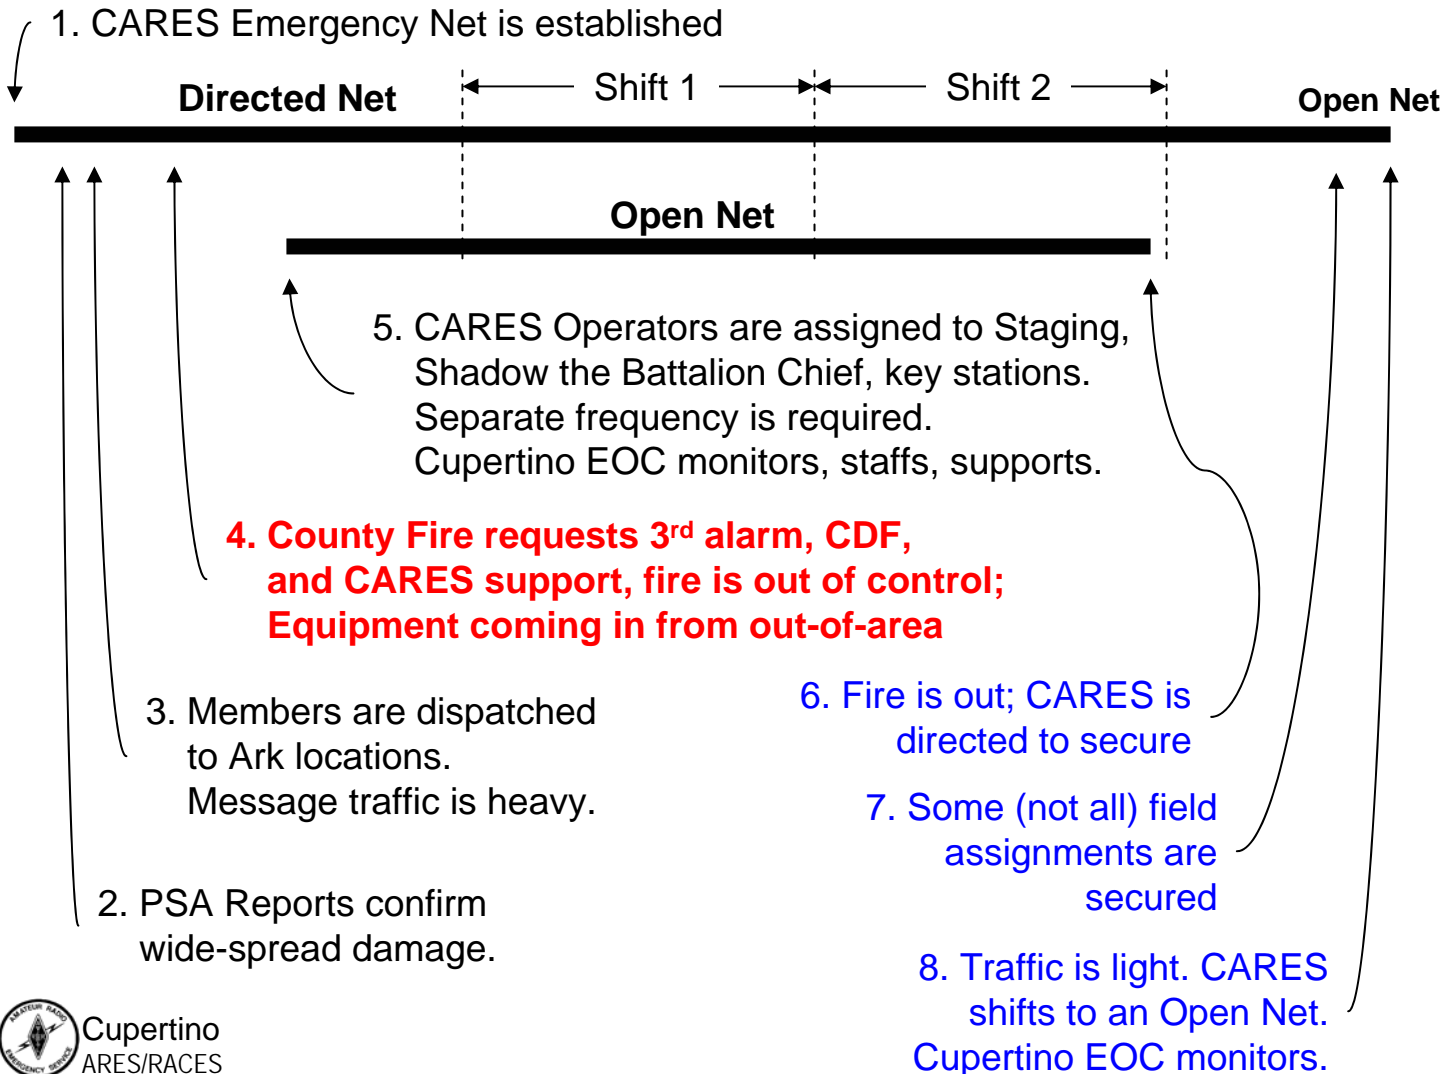 1. CARES Emergency Net is established
Directed Net
Shift 1
Shift 2
Open Net
Open Net
5. CARES Operators are assigned to Staging,
Shadow the Battalion Chief, key stations.
Separate frequency is required.
Cupertino EOC monitors, staffs, supports.
4. County Fire requests 3rd alarm, CDF,
and CARES support, fire is out of control;
Equipment coming in from out-of-area
3. Members are dispatched
to Ark locations.
Message traffic is heavy.
6. Fire is out; CARES is
directed to secure
7. Some (not all) field
assignments are
secured
2. PSA Reports confirm
wide-spread damage.
8. Traffic is light. CARES
shifts to an Open Net.
Cupertino EOC monitors.
AMATEUR RADIO
EMERGENCY SERVICE
Cupertino
ARES/RACES